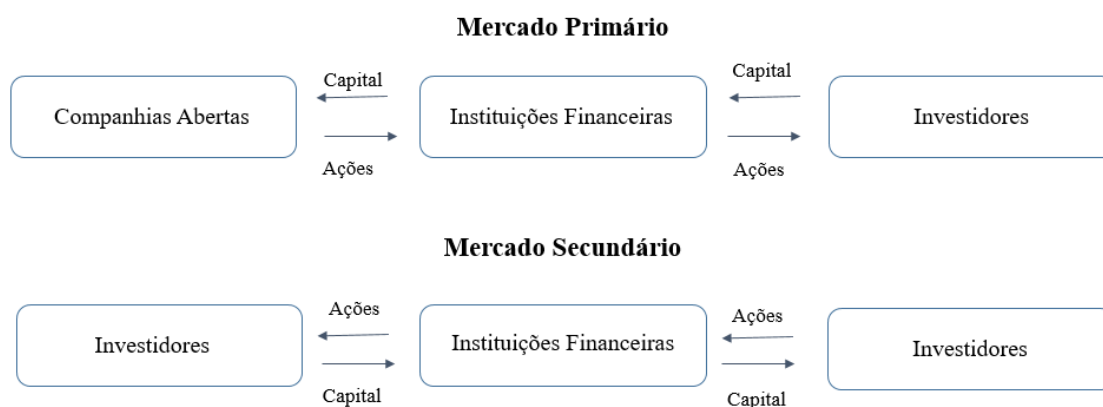 Mercado Primário
Capital
Capital
Companhias Abertas
Instituições Financeiras
Investidores
Ações
Ações
Mercado Secundário
Ações
Ações
Investidores
Instituições Financeiras
Investidores
Capital
Capital